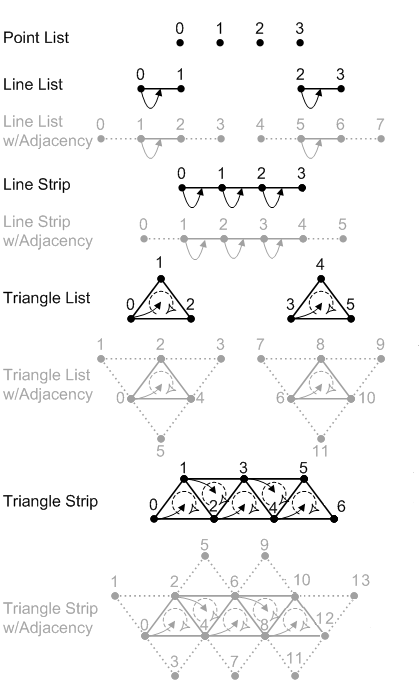 0 1 2 3
Point List
0 1 2 3
Line List
Line List
w/Adjacency
0 1 2 3 4 5 6 7
0 1 2 3
Line Strip
Line Strip
w/Adjacency
0 1 2 3 4 5
1 4
Triangle List
0 2 3 5
1 2 3 7 8 9
Triangle List
w/Adjacency
0 4 6 10
5 11
1 3 5
Triangle Strip
0 2 4 6
5 9
1 2 6 10 13
Triangle Strip
w/Adjacency
0 4 8 12
3 7 11